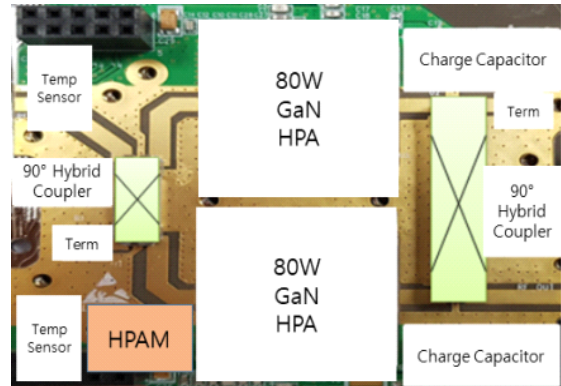 Temp
Sensor
80W
GaN
HPA
Charge Capacitor
Term
90° Hybrid
Coupler
90°
Hybrid
Coupler
Term
80W
GaN
HPA
Temp
Sensor
HPAM
Charge Capacitor